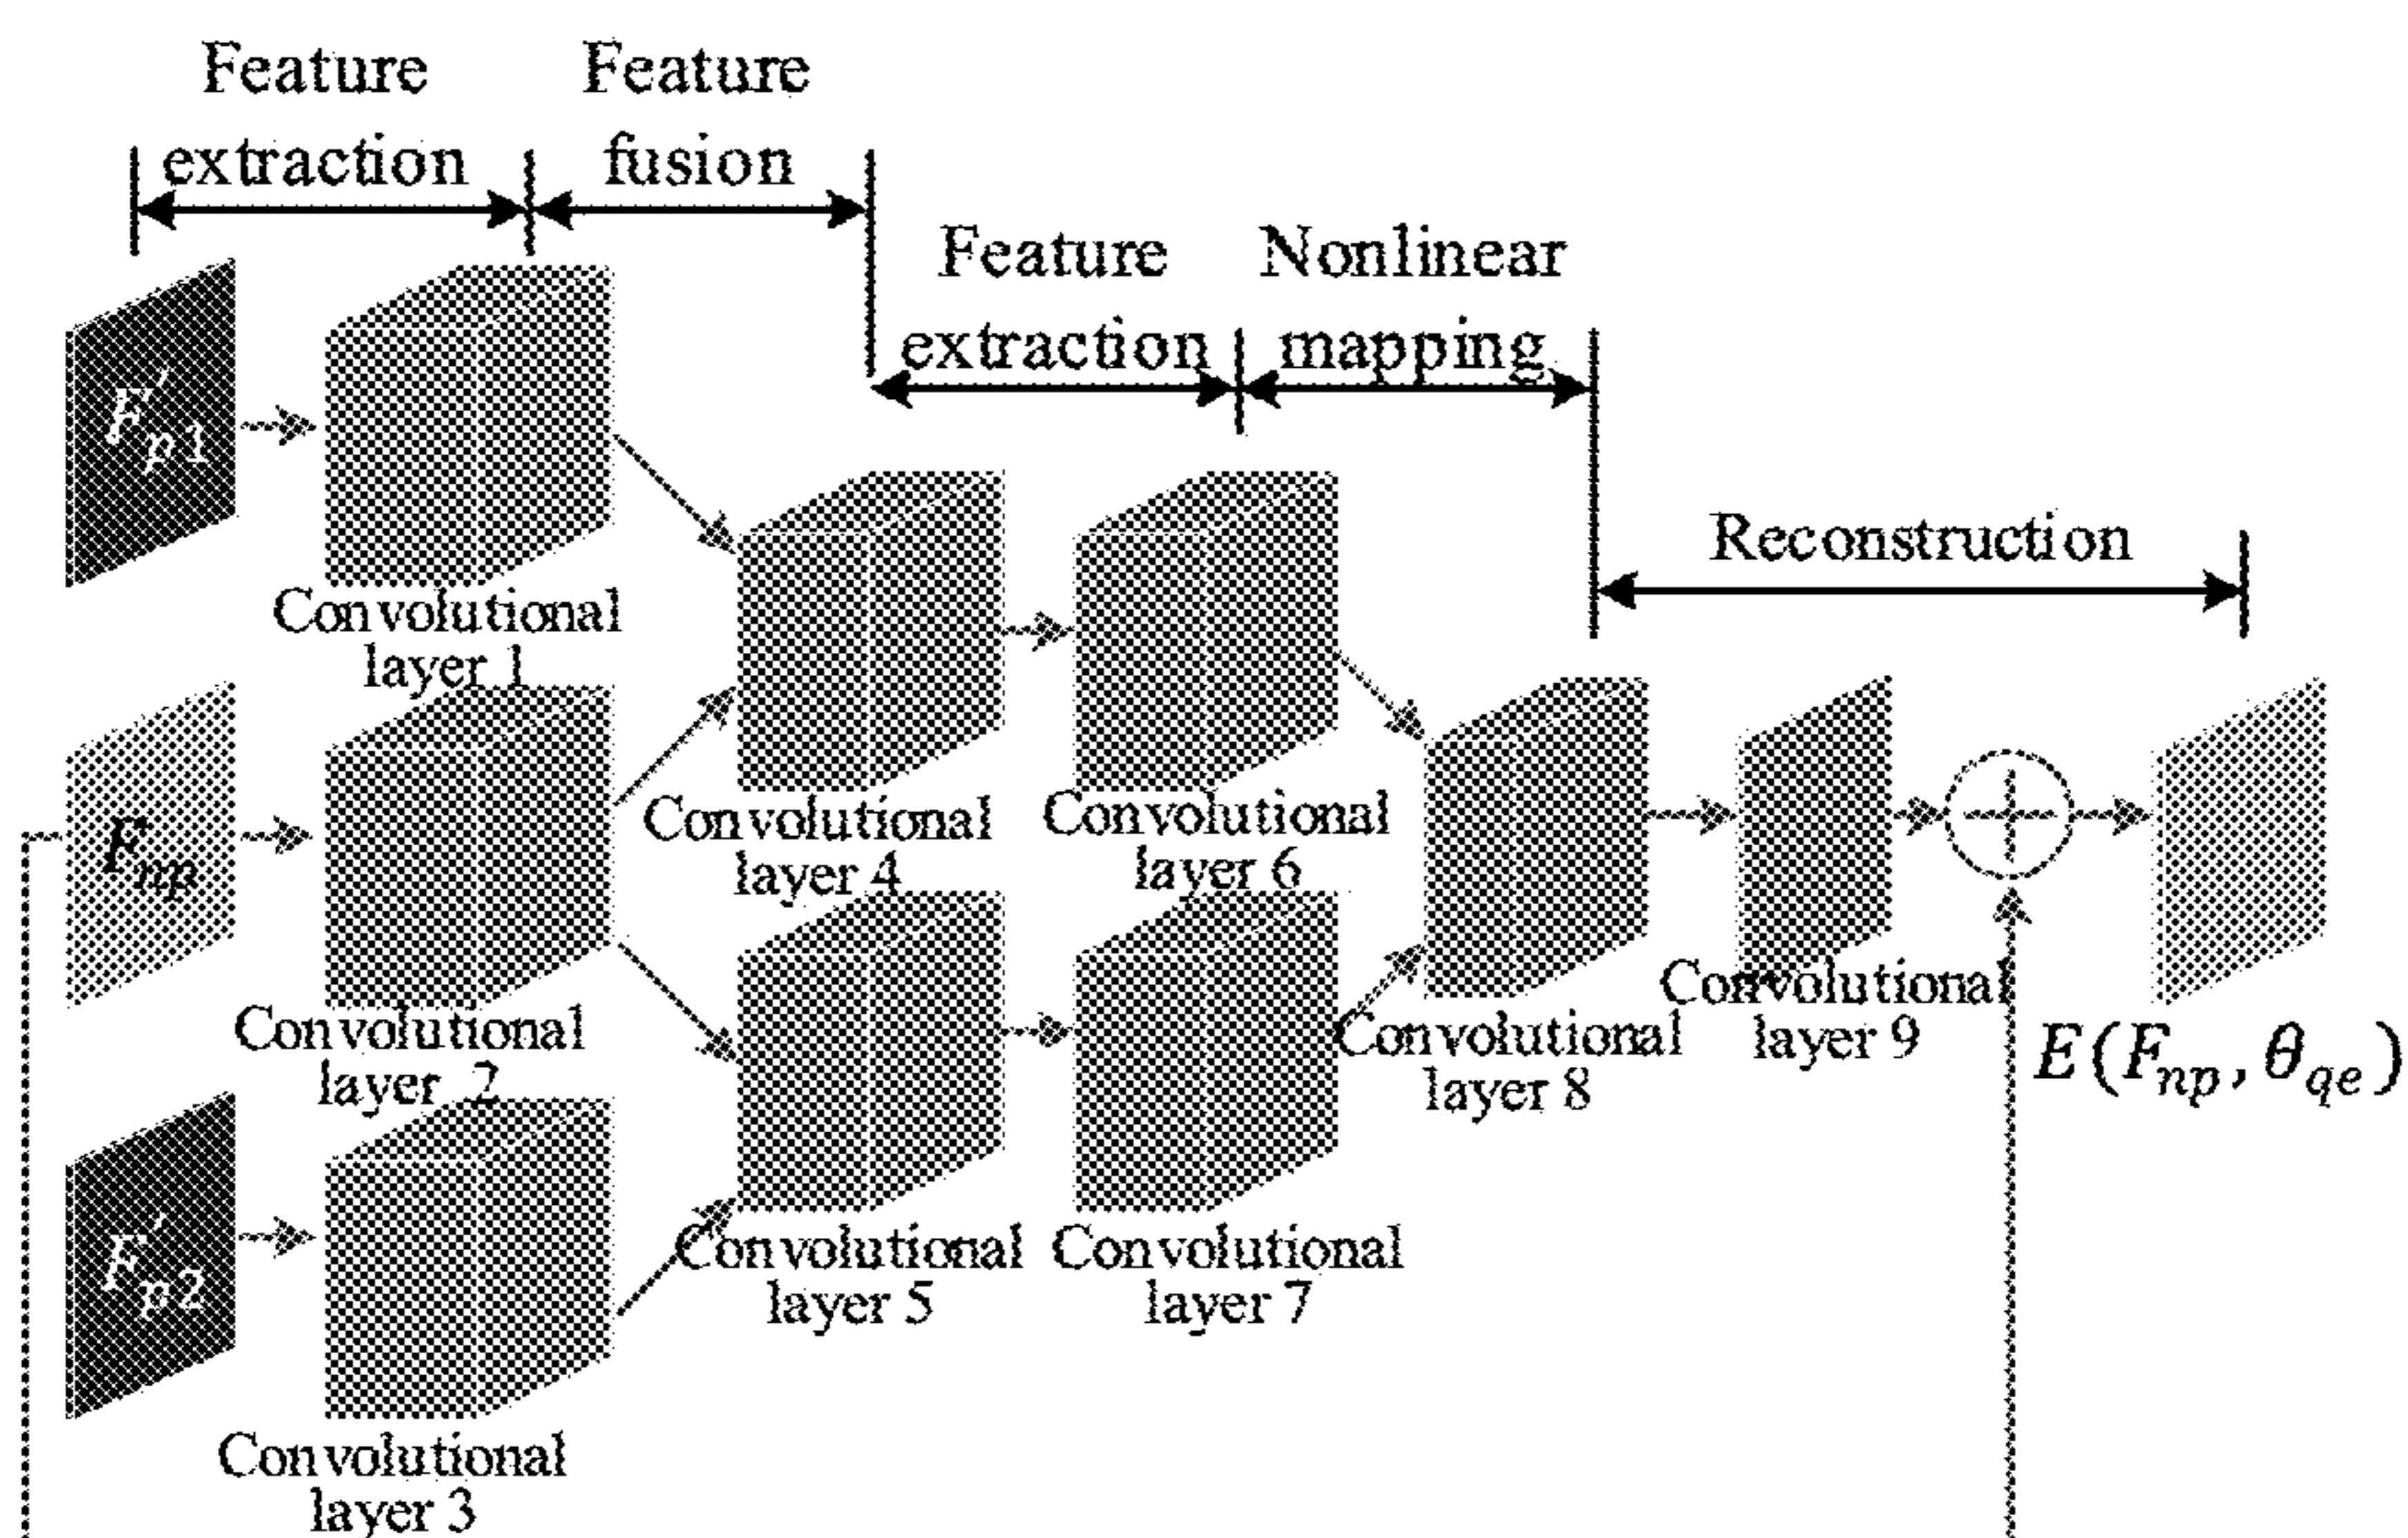 Feature
extraction
Feature
fusion
Feature
extraction
Nonlinear
mapping
Reconstruction
F'p1
Convolutional
layer 1
Fnp
Convolutional
layer 2
F'p2
Convolutional
layer 3
Convolutional
layer 4
Convolutional
layer 5
Convolutional
layer 6
Convolutional
layer 7
Convolutional
layer 8
Convolutional
layer 9
E(Fnp, θqe)